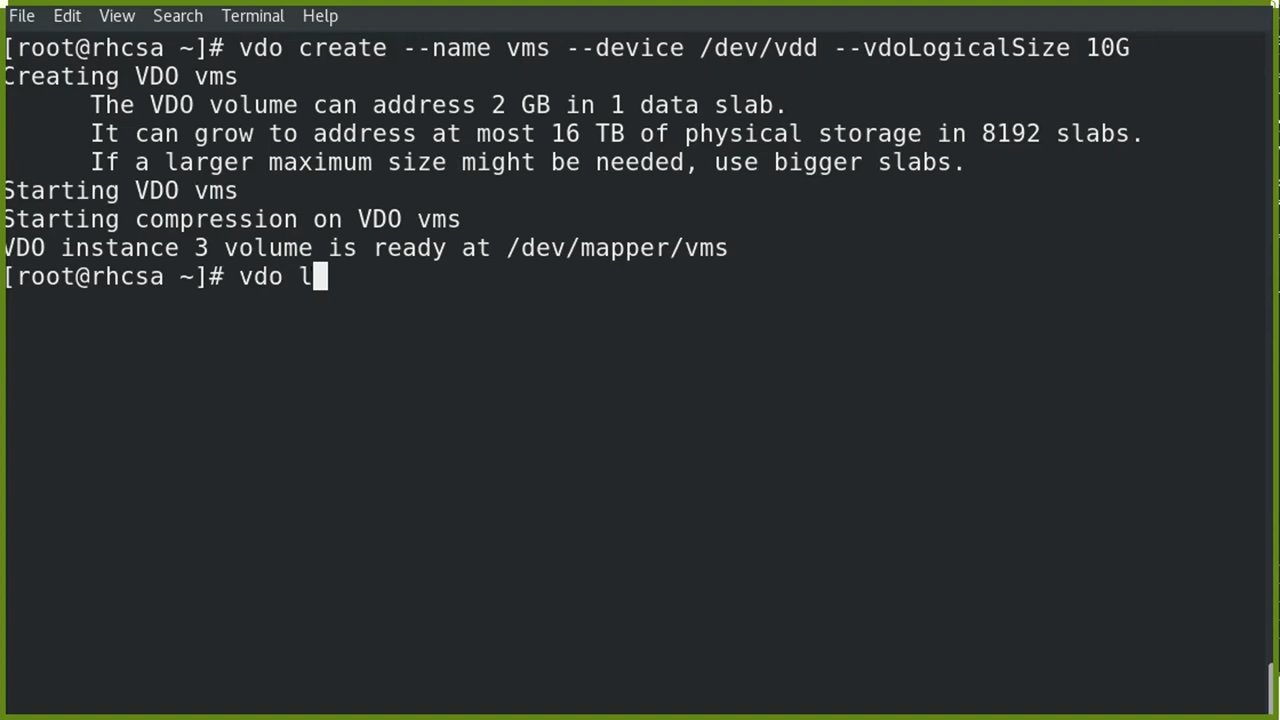 File Edit View Search Terminal Help
[root@rhcsa ~]# vdo create --name vms --device /dev/vdd --vdoLogicalSize 10G
Creating VDO vms
The VDO volume can address 2 GB in 1 data slab.
It can grow to address at most 16 TB of physical storage in 8192 slabs.
If a larger maximum size might be needed, use bigger slabs.
Starting VDO vms
Starting compression on VDO vms
VDO instance 3 volume is ready at /dev/mapper/vms
[root@rhcsa ~]# vdo l